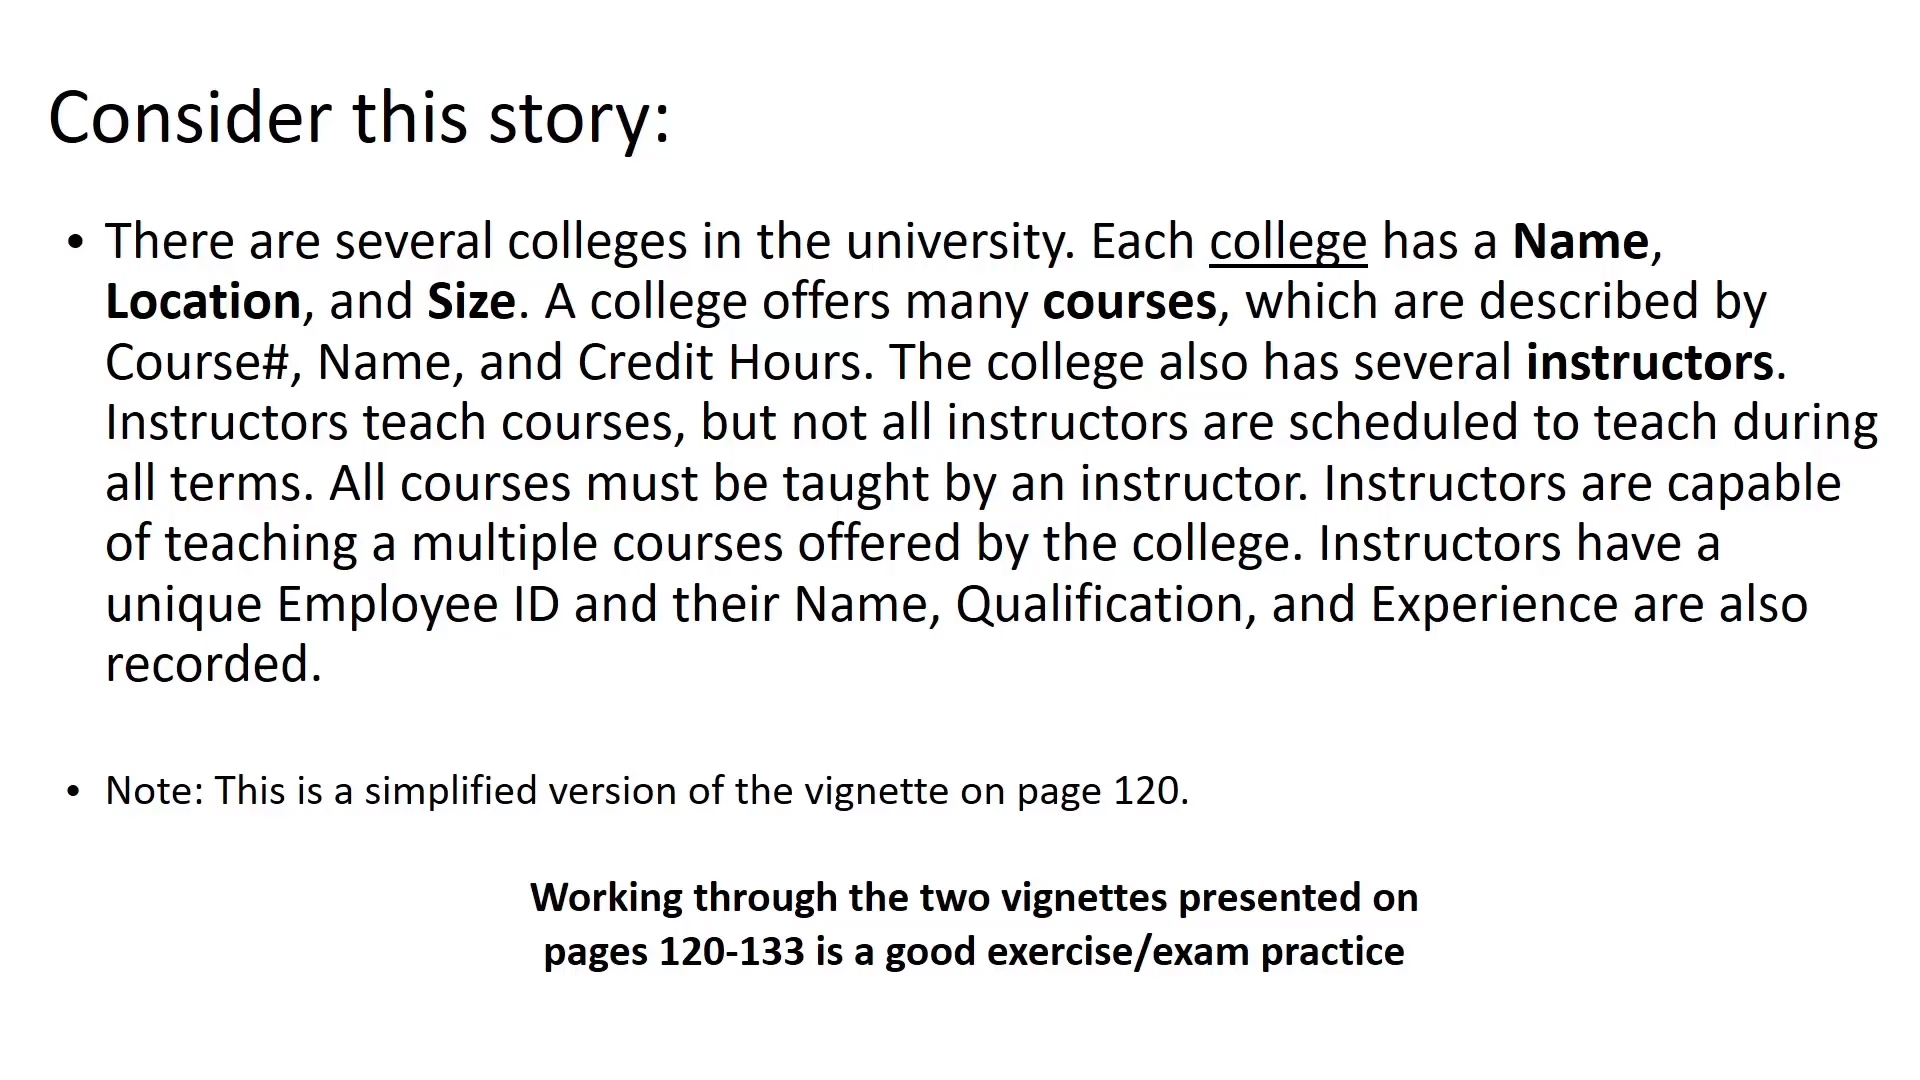 Consider this story:
• There are several colleges in the university. Each college has a Name,
Location, and Size. A college offers many courses, which are described by
Course#, Name, and Credit Hours. The college also has several instructors.
Instructors teach courses, but not all instructors are scheduled to teach during
all terms. All courses must be taught by an instructor. Instructors are capable
of teaching a multiple courses offered by the college. Instructors have a
unique Employee ID and their Name, Qualification, and Experience are also
recorded.
• Note: This is a simplified version of the vignette on page 120.
Working through the two vignettes presented on
pages 120-133 is a good exercise/exam practice